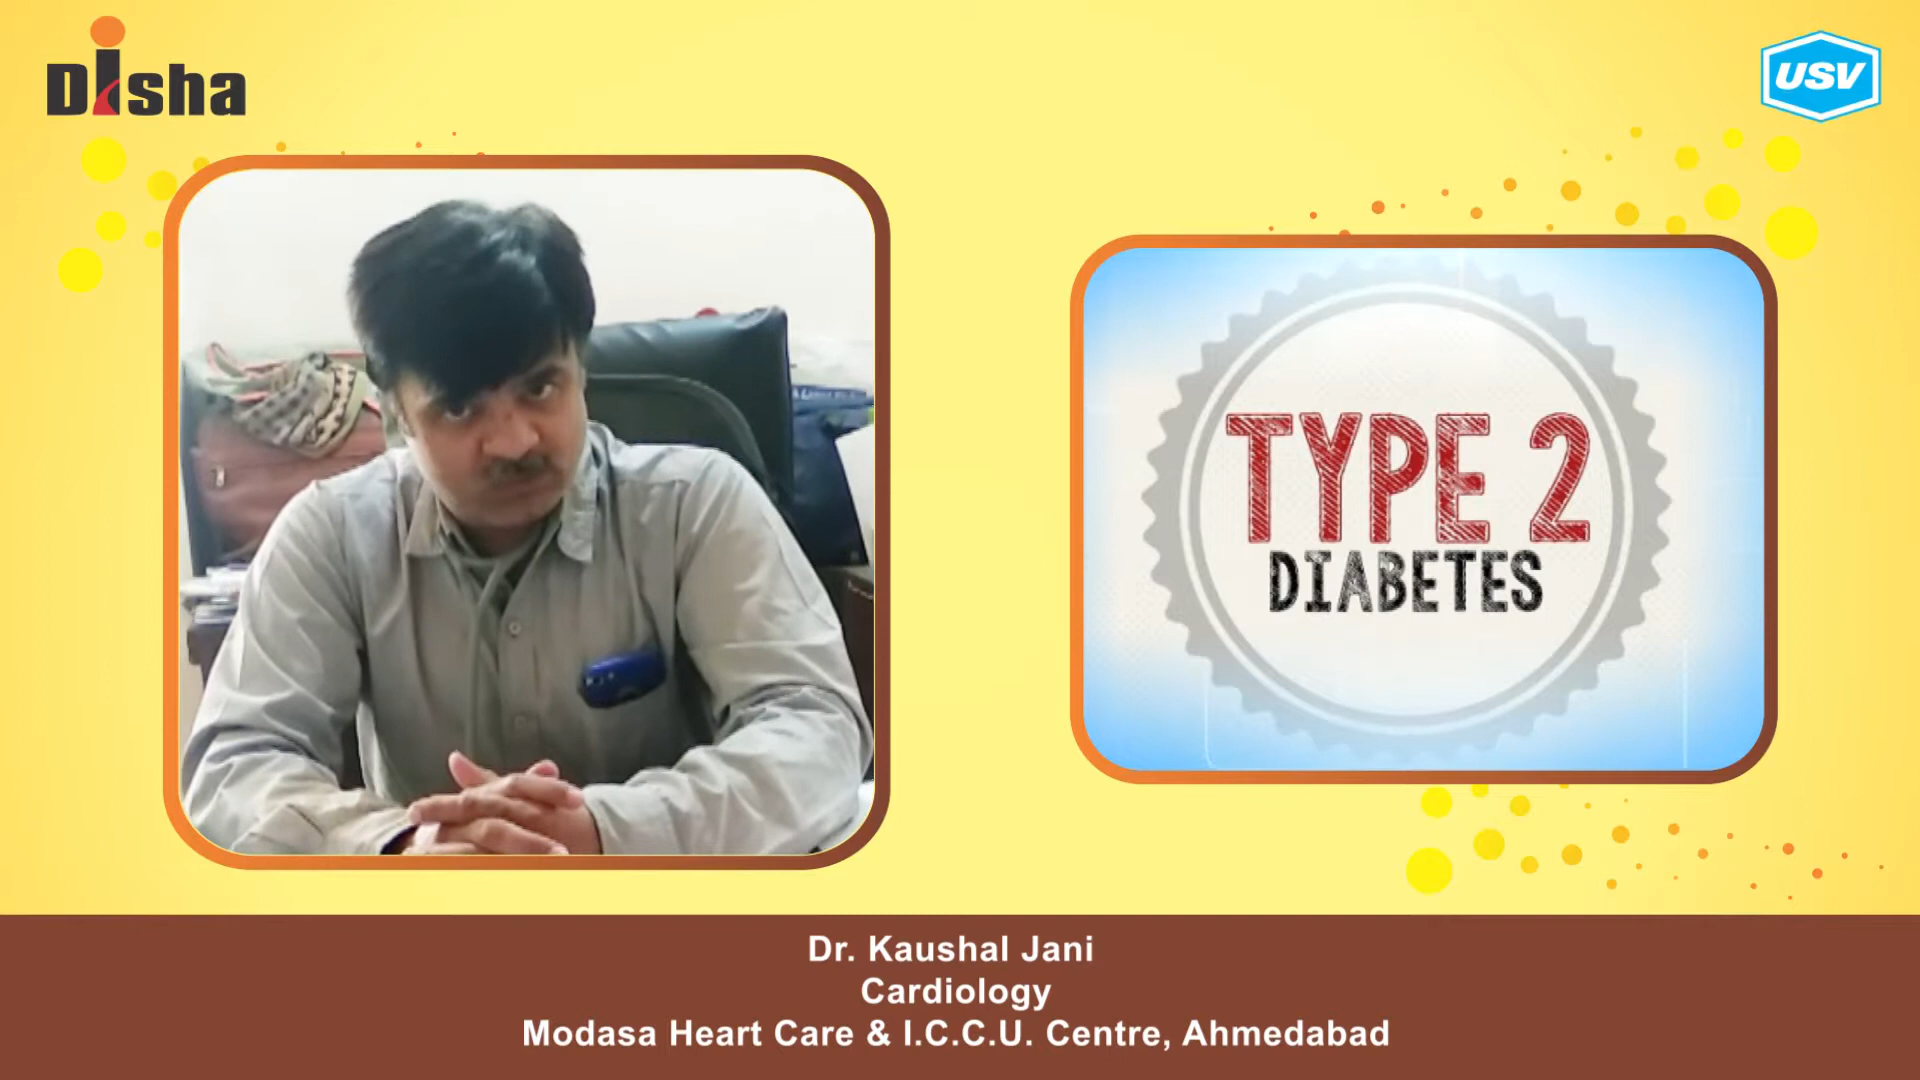 Disha
USV
TYPE 2
DIABETES
Dr. Kaushal Jani
Cardiology
Modasa Heart Care & I.C.C.U. Centre, Ahmedabad